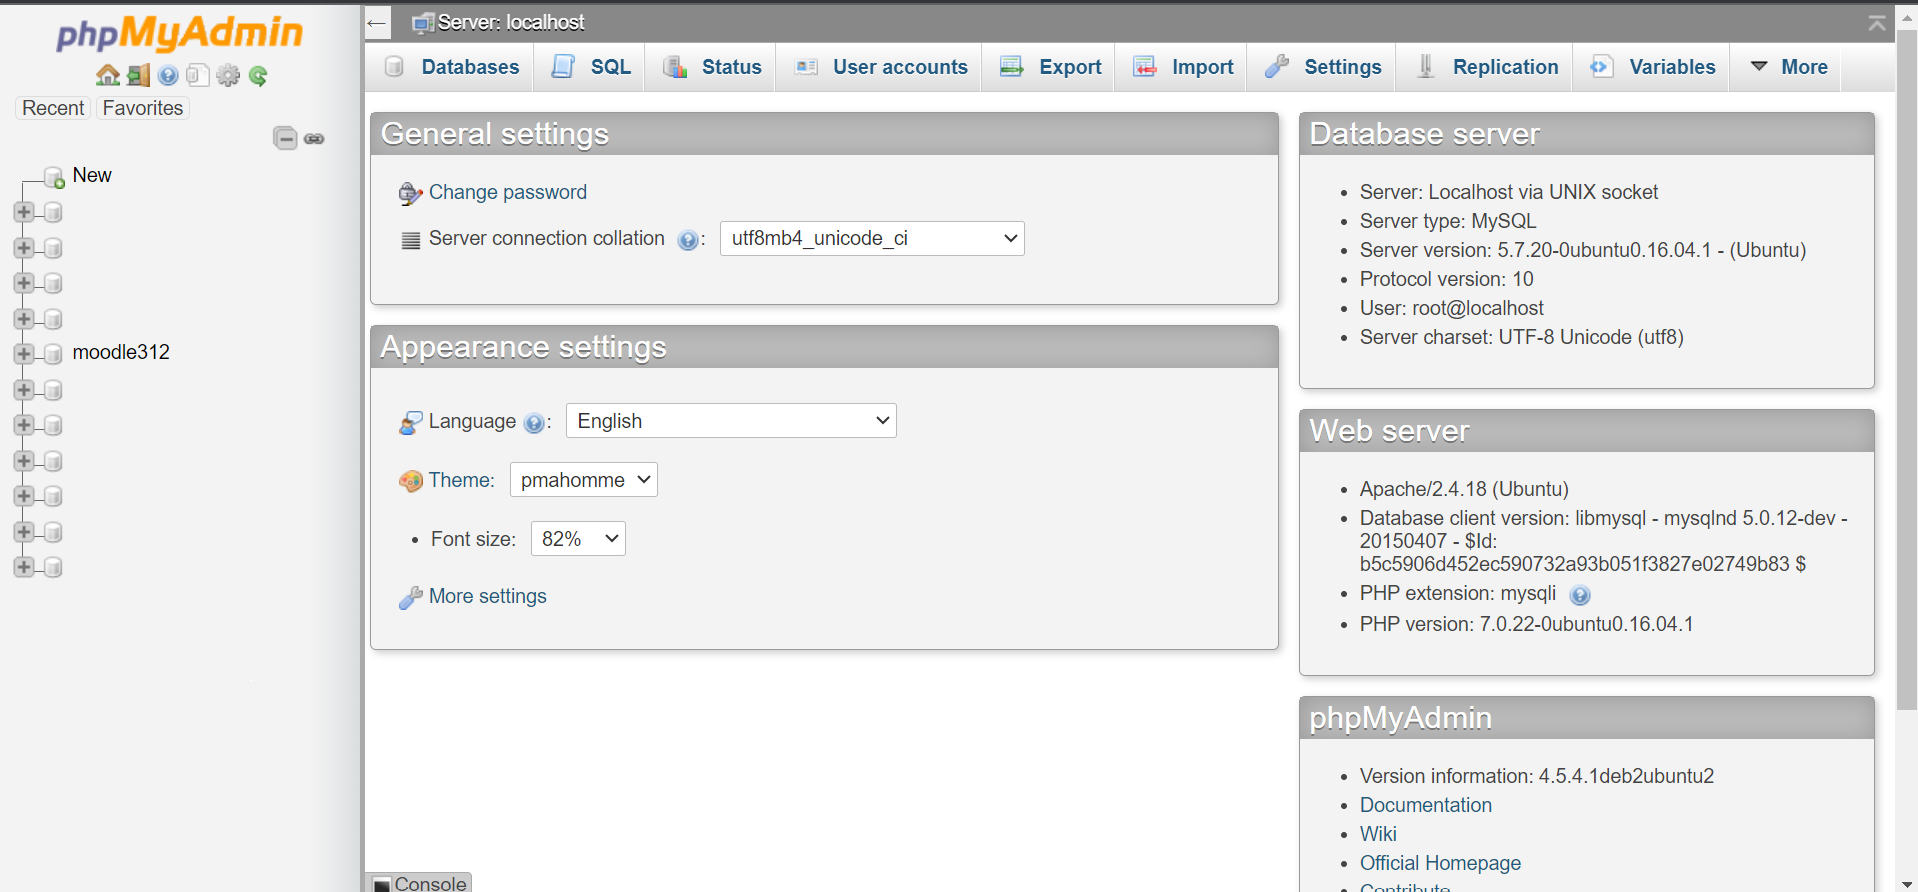 phpMyAdmin
Recent Favorites
New
moodle312
Server: localhost
Databases SQL Status User accounts Export Import Settings Replication Variables More
General settings
Change password
Server connection collation : utf8mb4_unicode_ci
Appearance settings
Language : English
Theme: pmahomme
Font size: 82%
More settings
Database server
Server: Localhost via UNIX socket
Server type: MySQL
Server version: 5.7.20-0ubuntu0.16.04.1 - (Ubuntu)
Protocol version: 10
User: root@localhost
Server charset: UTF-8 Unicode (utf8)
Web server
Apache/2.4.18 (Ubuntu)
Database client version: libmysql - mysqlnd 5.0.12-dev -
20150407 - $Id:
b5c5906d452ec590732a93b051f3827e02749b83 $
PHP extension: mysqli
PHP version: 7.0.22-0ubuntu0.16.04.1
phpMyAdmin
Version information: 4.5.4.1deb2ubuntu2
Documentation
Wiki
Official Homepage
Contribute
Console